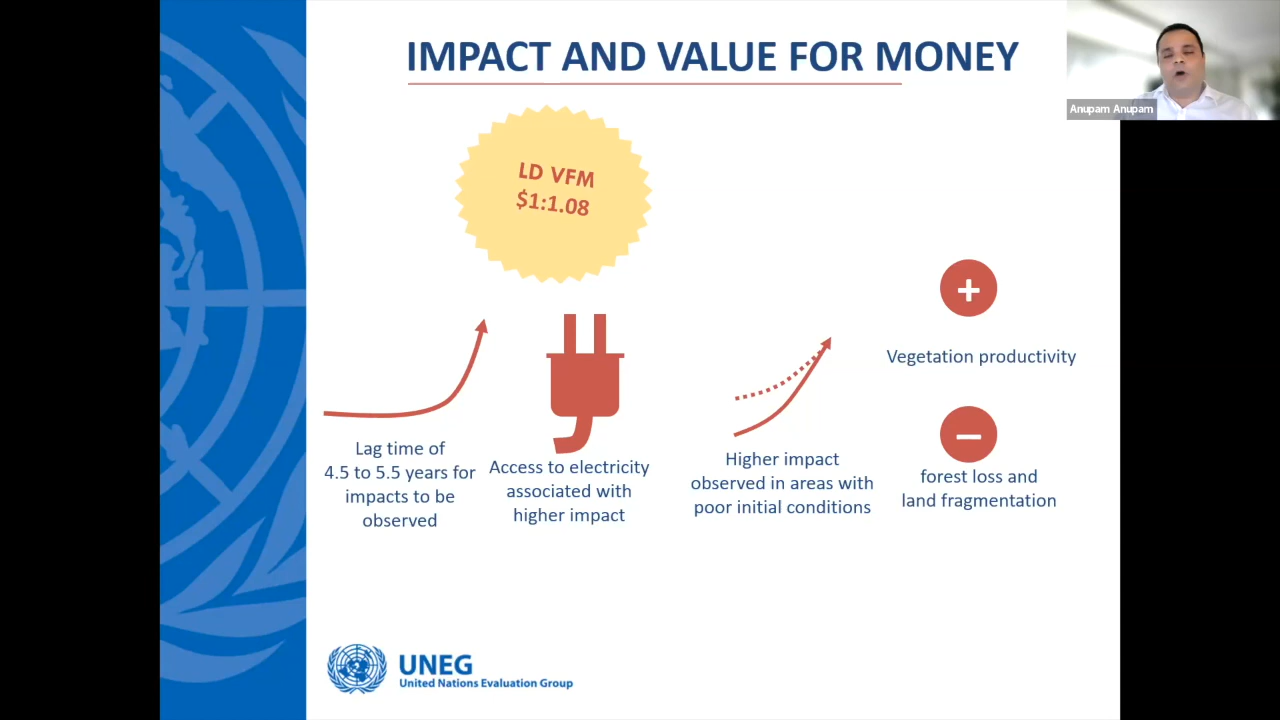 IMPACT AND VALUE FOR MONEY
Anupam Anupam
LD VFM
$1:1.08
Lag time of
4.5 to 5.5 years for
impacts to be
observed
Access to electricity
associated with
higher impact
Higher impact
observed in areas with
poor initial conditions
+
Vegetation productivity
−
forest loss and
land fragmentation
UNEG
United Nations Evaluation Group